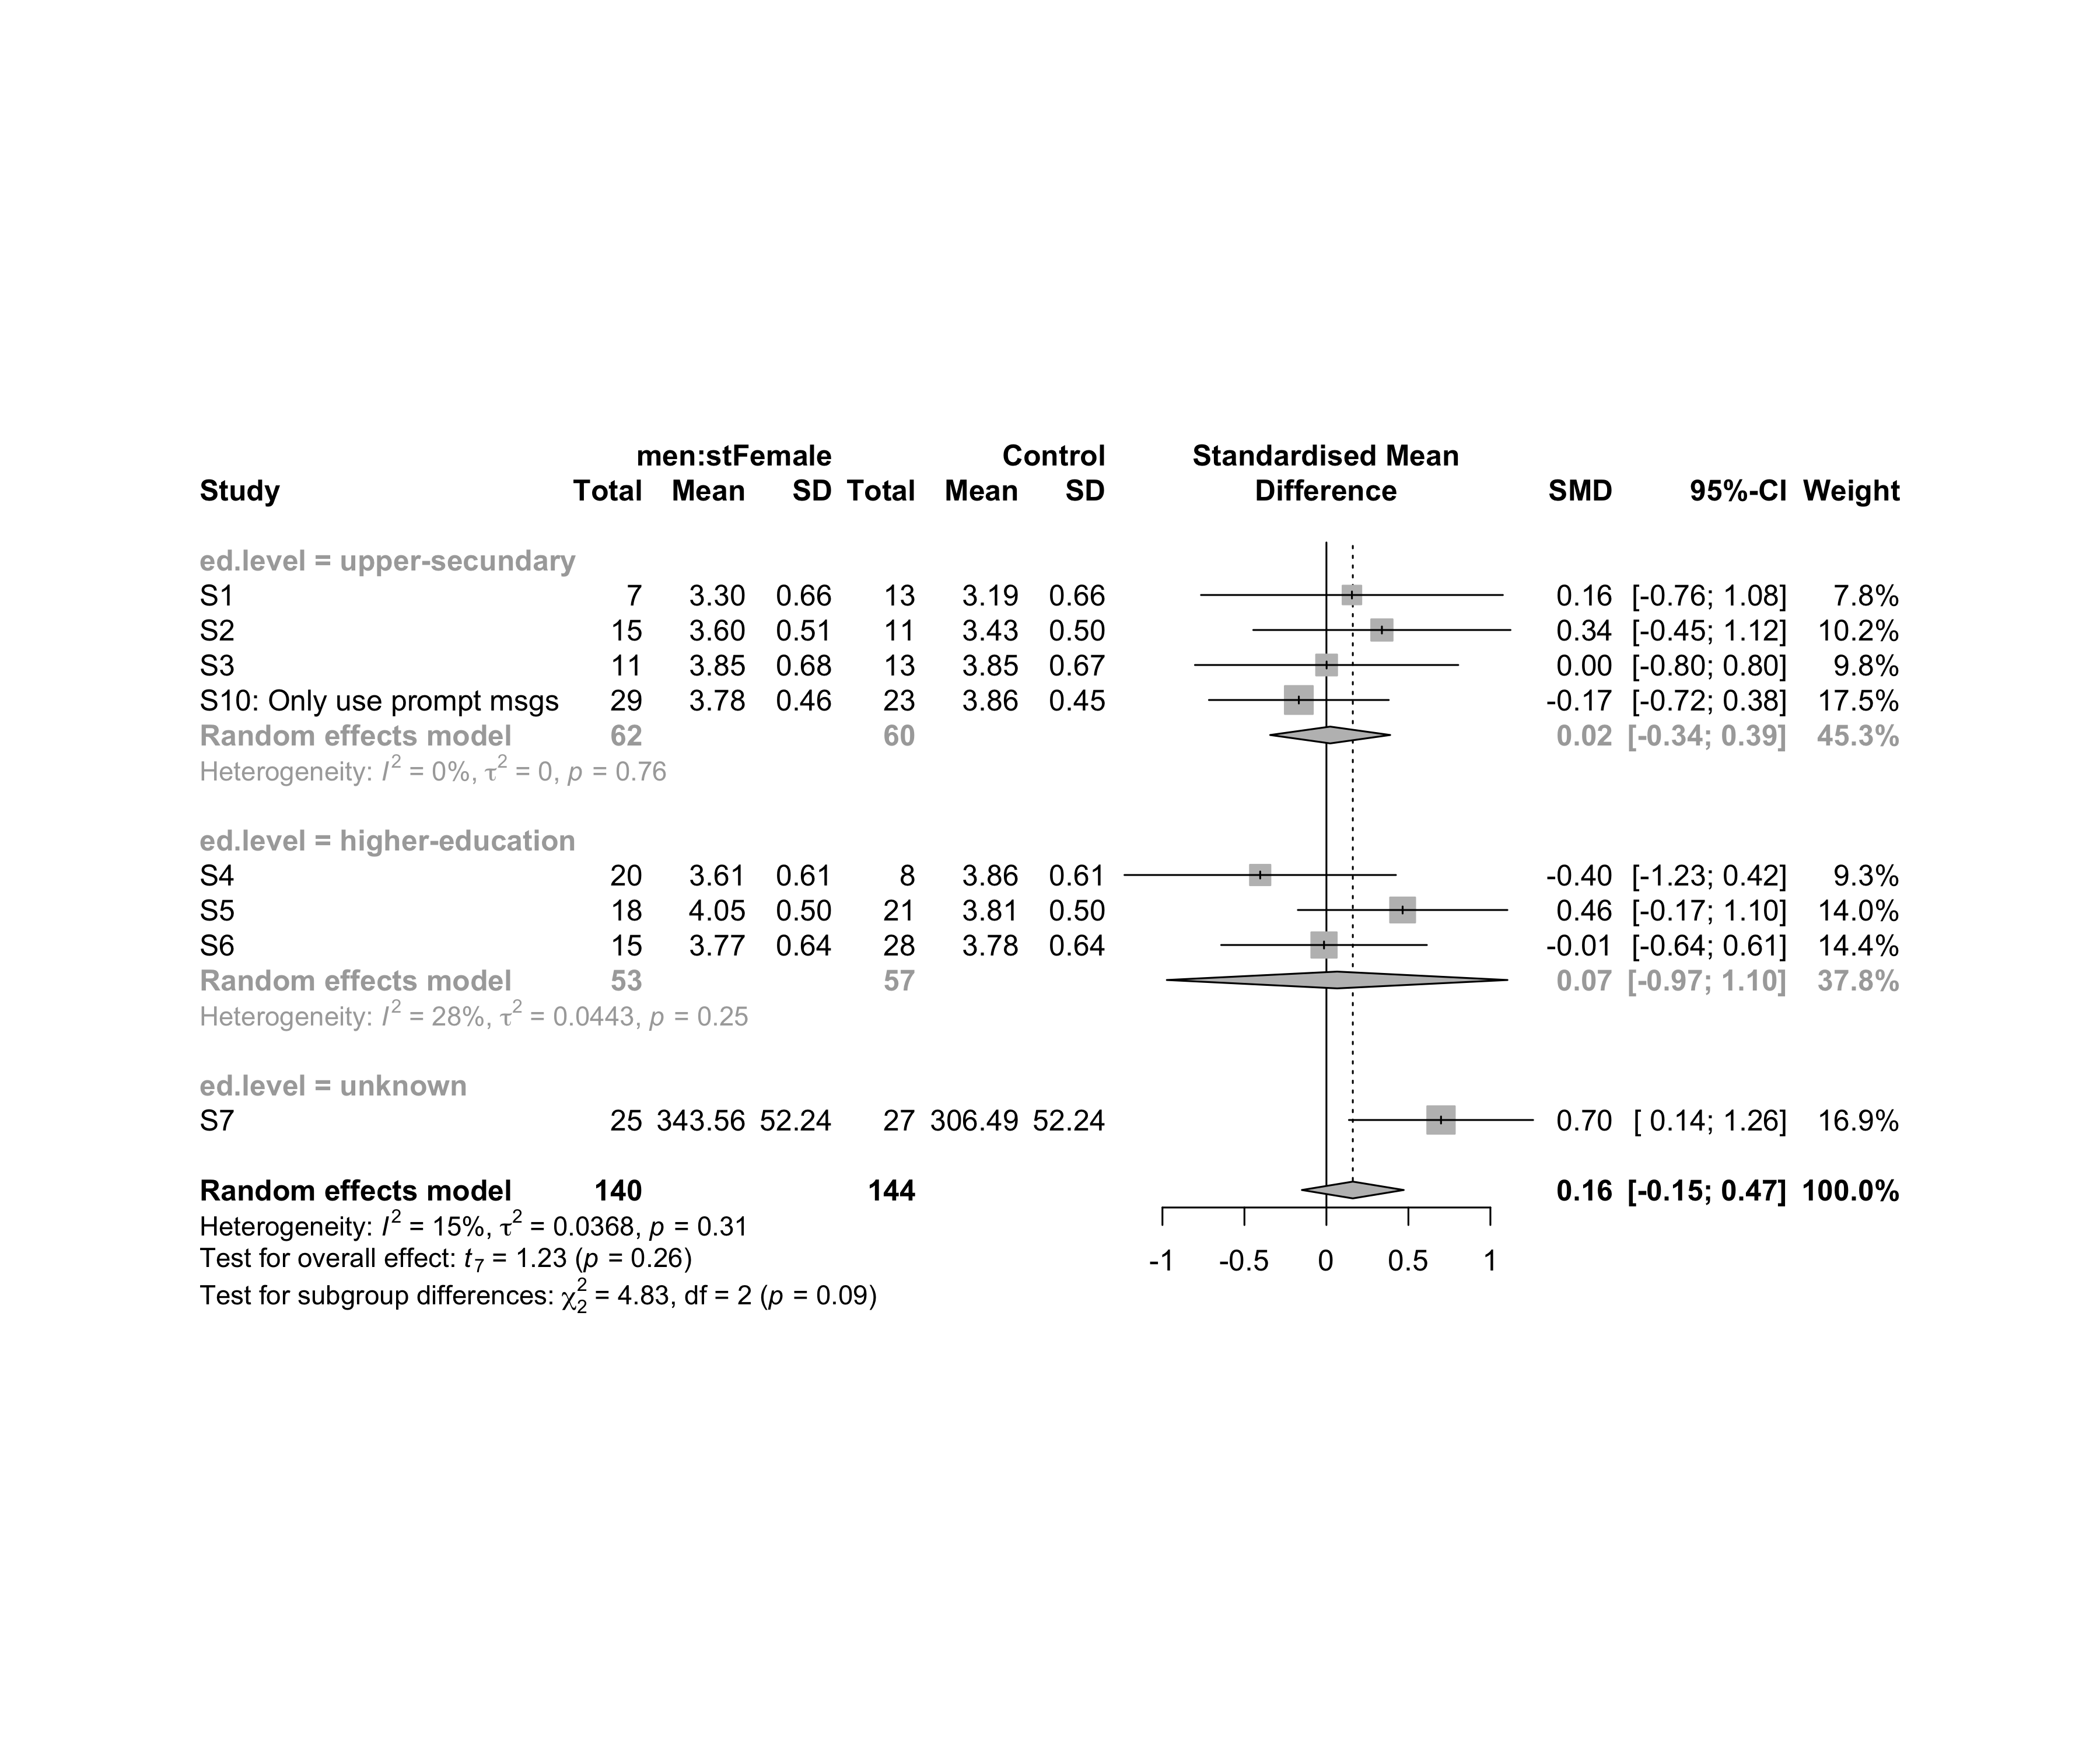 men:stFemale Control Standardised Mean
Study Total Mean SD Total Mean SD Difference SMD 95%-CI Weight
ed.level = upper-secundary
S1 7 3.30 0.66 13 3.19 0.66 0.16 [-0.76; 1.08] 7.8%
S2 15 3.60 0.51 11 3.43 0.50 0.34 [-0.45; 1.12] 10.2%
S3 11 3.85 0.68 13 3.85 0.67 0.00 [-0.80; 0.80] 9.8%
S10: Only use prompt msgs 29 3.78 0.46 23 3.86 0.45 -0.17 [-0.72; 0.38] 17.5%
Random effects model 62 60 0.02 [-0.34; 0.39] 45.3%
Heterogeneity: I² = 0%, τ² = 0, p = 0.76
ed.level = higher-education
S4 20 3.61 0.61 8 3.86 0.61 -0.40 [-1.23; 0.42] 9.3%
S5 18 4.05 0.50 21 3.81 0.50 0.46 [-0.17; 1.10] 14.0%
S6 15 3.77 0.64 28 3.78 0.64 -0.01 [-0.64; 0.61] 14.4%
Random effects model 53 57 0.07 [-0.97; 1.10] 37.8%
Heterogeneity: I² = 28%, τ² = 0.0443, p = 0.25
ed.level = unknown
S7 25 343.56 52.24 27 306.49 52.24 0.70 [ 0.14; 1.26] 16.9%
Random effects model 140 144 0.16 [-0.15; 0.47] 100.0%
Heterogeneity: I² = 15%, τ² = 0.0368, p = 0.31
Test for overall effect: t₇ = 1.23 (p = 0.26)
-1 -0.5 0 0.5 1
Test for subgroup differences: χ²₂ = 4.83, df = 2 (p = 0.09)